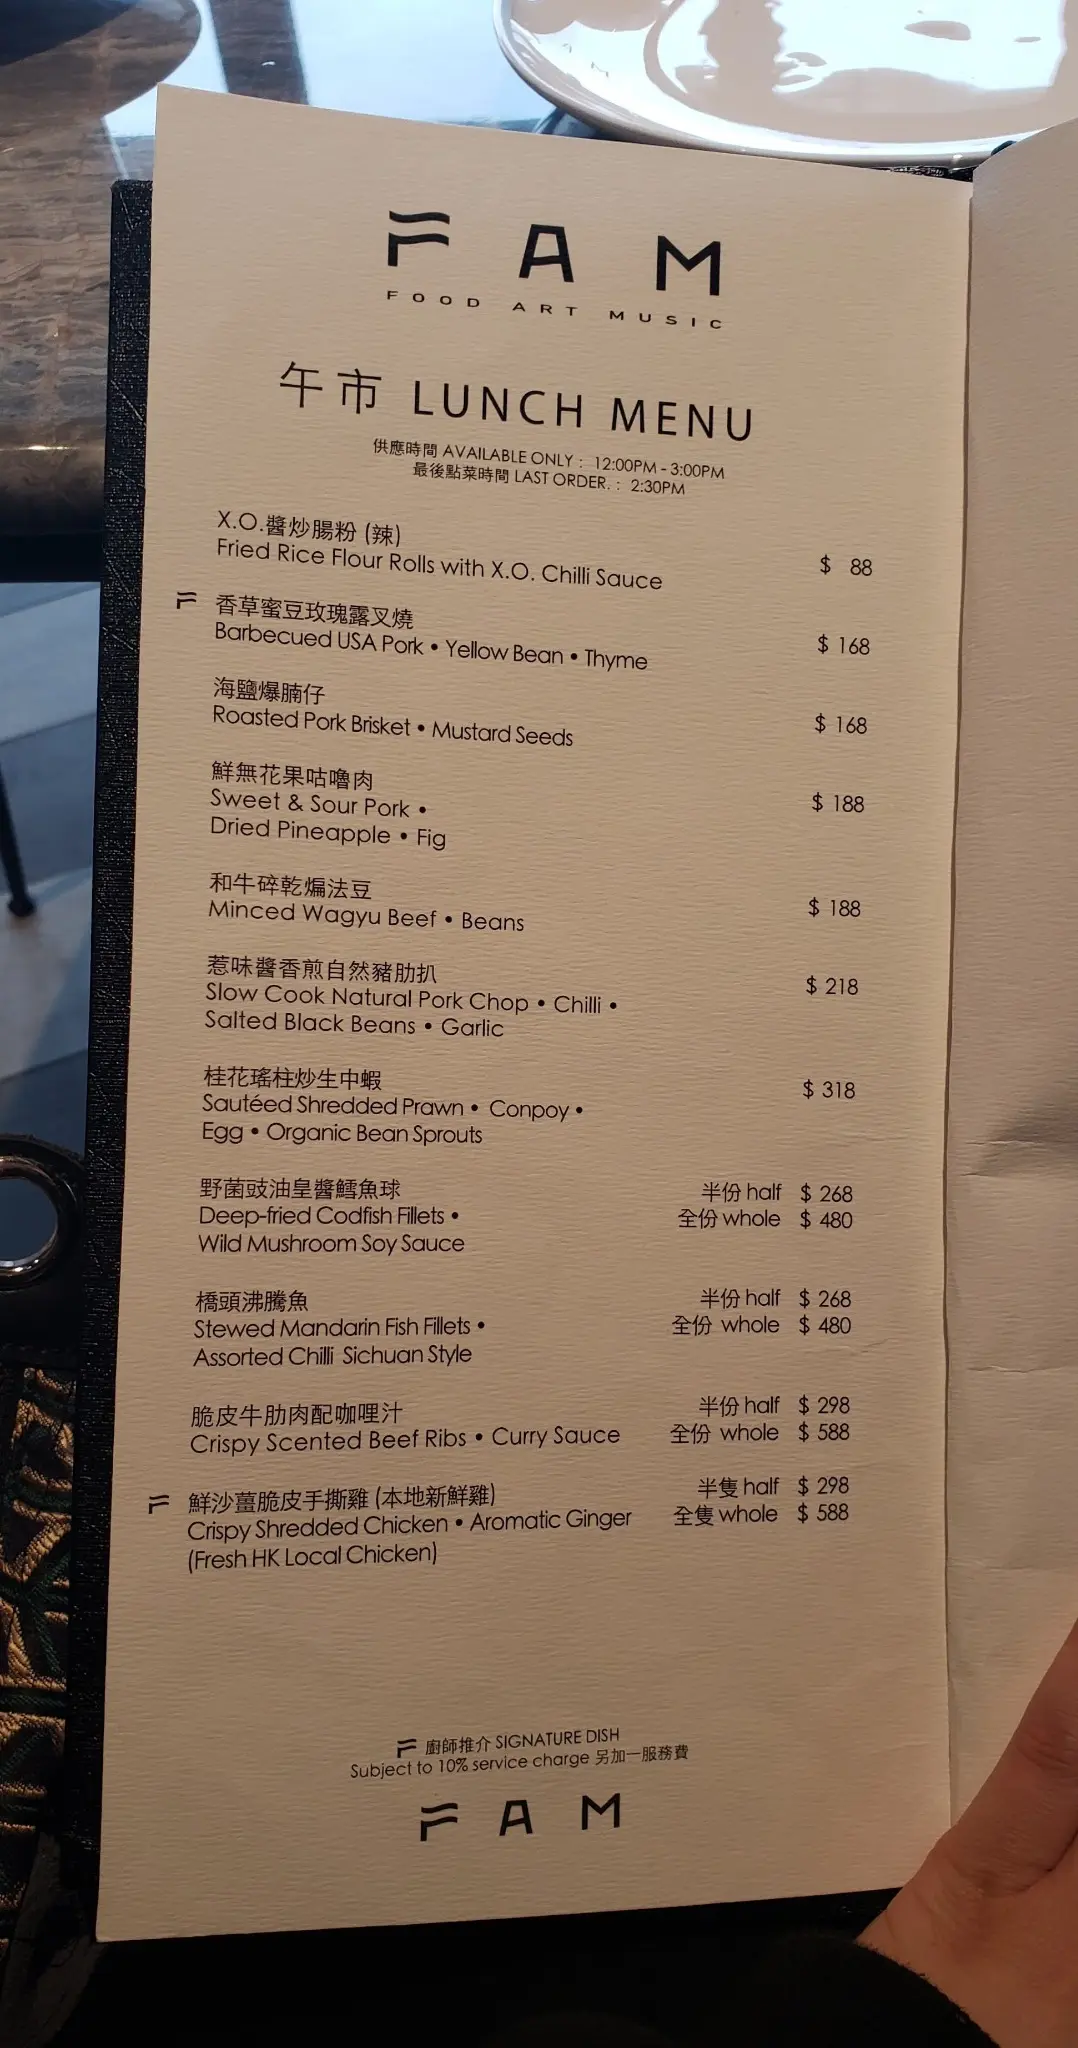 FAM
FOOD ART MUSIC
午市 LUNCH MENU
供應時間 AVAILABLE ONLY : 12:00PM - 3:00PM
最後點菜時間 LAST ORDER. : 2:30PM
X.O.醬炒腸粉 (辣)
Fried Rice Flour Rolls with X.O. Chilli Sauce $ 88
香草蜜豆玫瑰露叉燒
Barbecued USA Pork • Yellow Bean • Thyme $ 168
海鹽爆腩仔
Roasted Pork Brisket • Mustard Seeds $ 168
鮮無花果咕嚕肉
Sweet & Sour Pork • $ 188
Dried Pineapple • Fig
和牛碎乾煸法豆
Minced Wagyu Beef • Beans $ 188
惹味醬香煎自然豬肋扒
Slow Cook Natural Pork Chop • Chilli • $ 218
Salted Black Beans • Garlic
桂花瑤柱炒生中蝦
Sautéed Shredded Prawn • Conpoy • $ 318
Egg • Organic Bean Sprouts
野菌豉油皇醬鱈魚球 半份 half $ 268
Deep-fried Codfish Fillets • 全份 whole $ 480
Wild Mushroom Soy Sauce
橋頭沸騰魚 半份 half $ 268
Stewed Mandarin Fish Fillets • 全份 whole $ 480
Assorted Chilli Sichuan Style
脆皮牛肋肉配咖哩汁 半份 half $ 298
Crispy Scented Beef Ribs • Curry Sauce 全份 whole $ 588
鮮沙薑脆皮手撕雞 (本地新鮮雞) 半隻 half $ 298
Crispy Shredded Chicken • Aromatic Ginger 全隻 whole $ 588
(Fresh HK Local Chicken)
廚師推介 SIGNATURE DISH
Subject to 10% service charge 另加一服務費
FAM